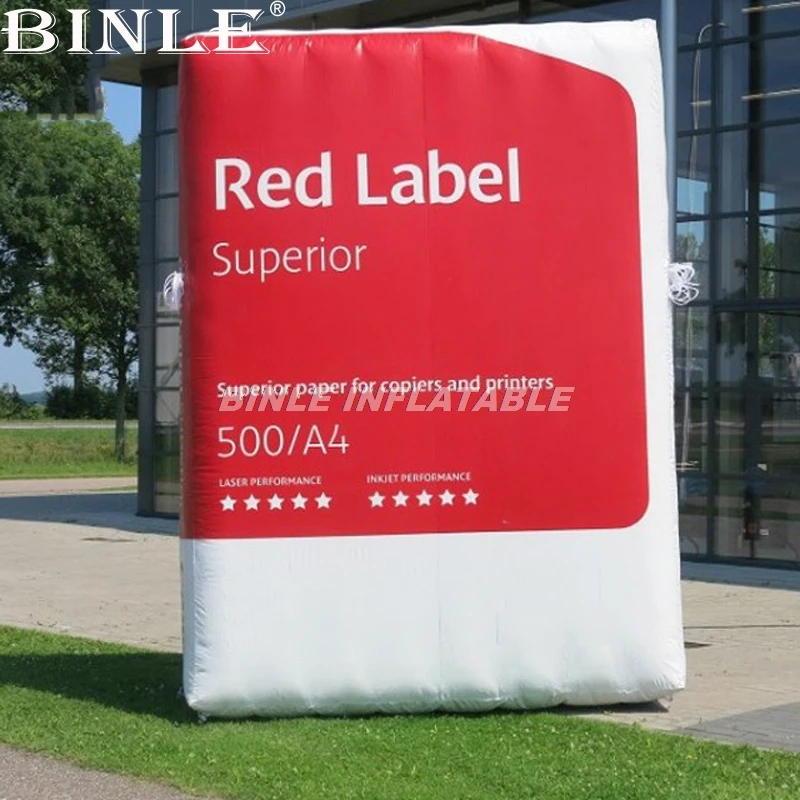 BINLE®
Red Label
Superior
Superior paper for copiers and printers
BINLE INFLATABLE
500/A4
LASER PERFORMANCE
INKJET PERFORMANCE